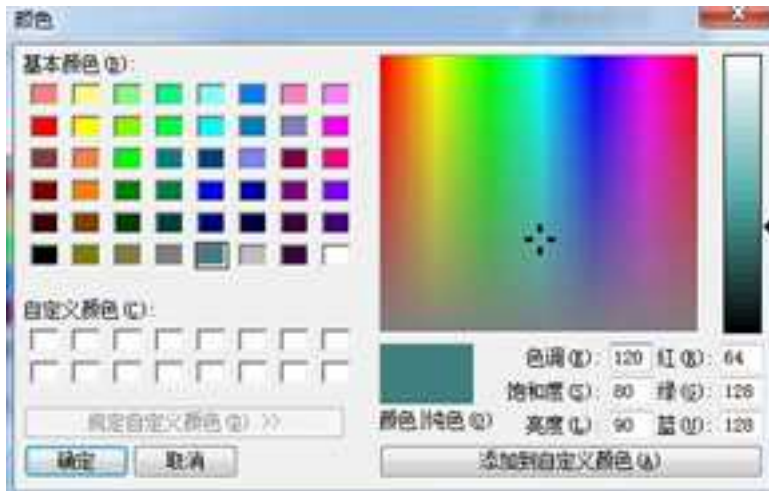 颜色
基本颜色(B):
自定义颜色(C):
规定自定义颜色(D) >>
确定 取消
颜色|纯色(O)
色调(E): 120 红(R): 64
饱和度(S): 80 绿(G): 128
亮度(L): 90 蓝(U): 128
添加到自定义颜色(A)